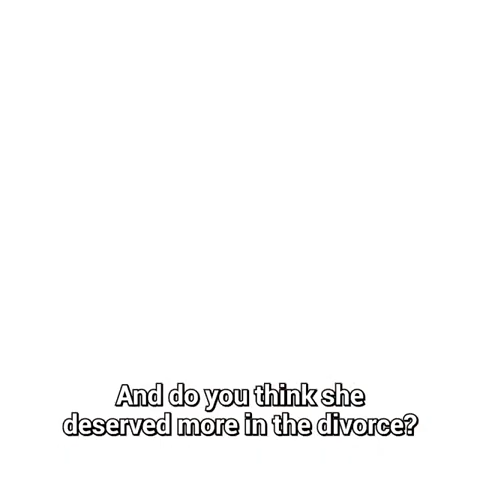 And do you think she
deserved more in the divorce?